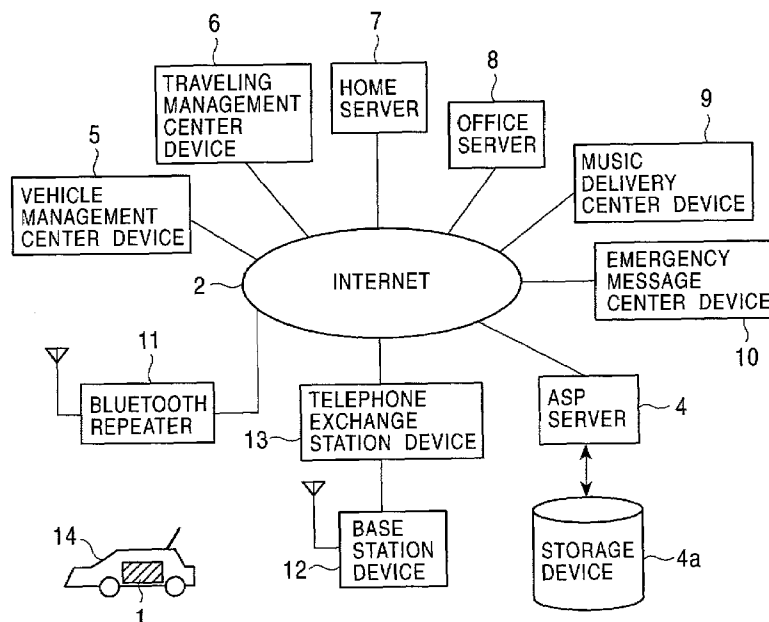 6
TRAVELING
MANAGEMENT
CENTER
DEVICE
7
HOME
SERVER
8
OFFICE
SERVER
9
MUSIC
DELIVERY
CENTER DEVICE
5
VEHICLE
MANAGEMENT
CENTER DEVICE
2
INTERNET
EMERGENCY
MESSAGE
CENTER DEVICE
10
11
BLUETOOTH
REPEATER
TELEPHONE
EXCHANGE
STATION DEVICE
13
ASP
SERVER
4
BASE
STATION
DEVICE
12
STORAGE
DEVICE
4a
14
1